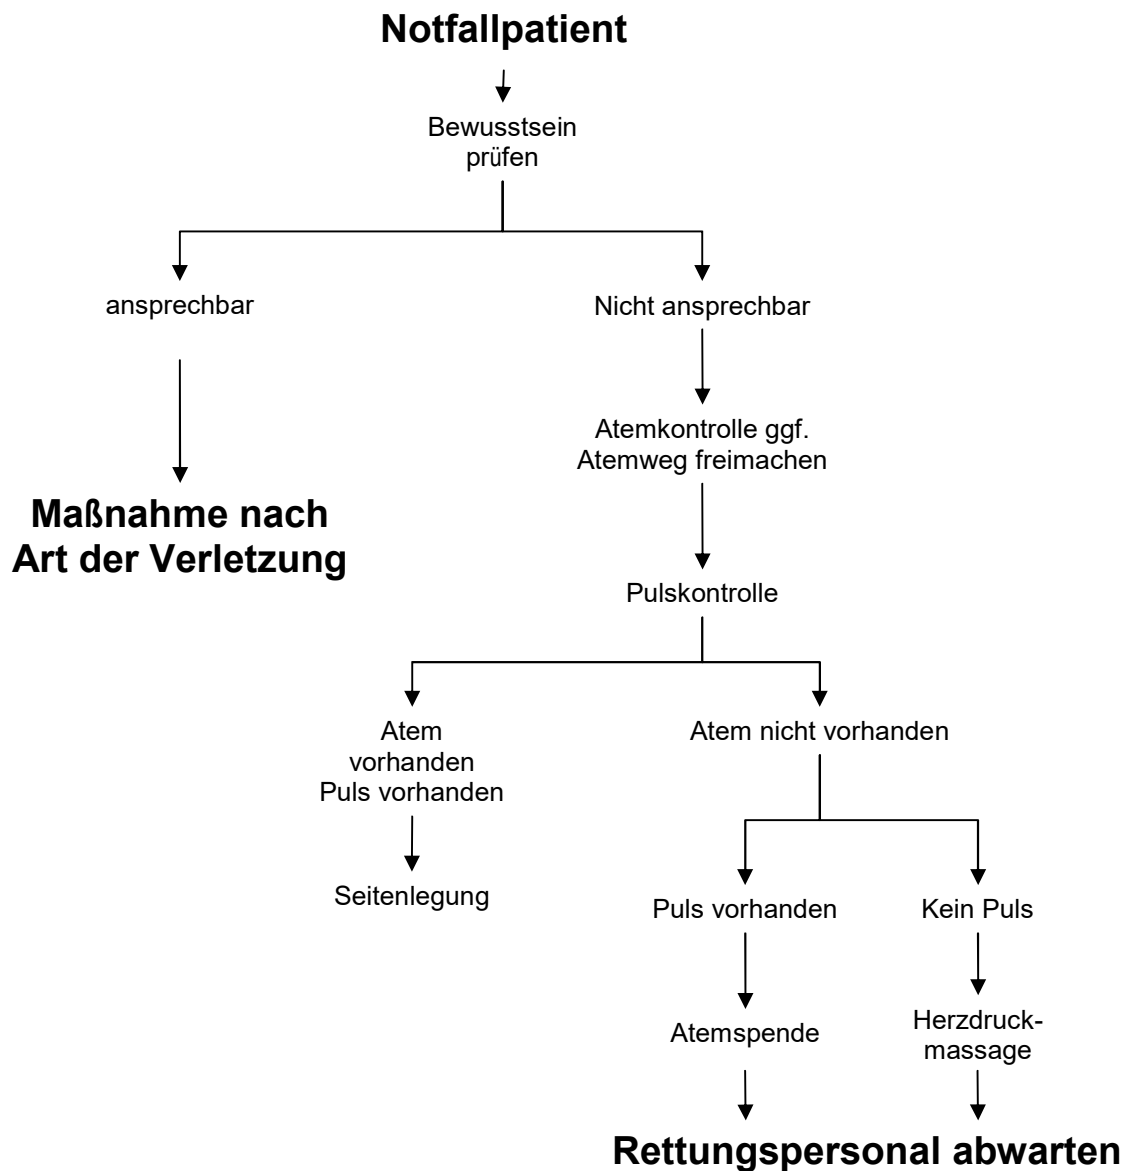 Notfallpatient
Bewusstsein
prüfen
ansprechbar
Nicht ansprechbar
Atemkontrolle ggf.
Atemweg freimachen
Maßnahme nach
Art der Verletzung
Pulskontrolle
Atem
vorhanden
Puls vorhanden
Atem nicht vorhanden
Seitenlegung
Puls vorhanden
Kein Puls
Atemspende
Herzdruck-
massage
Rettungspersonal abwarten